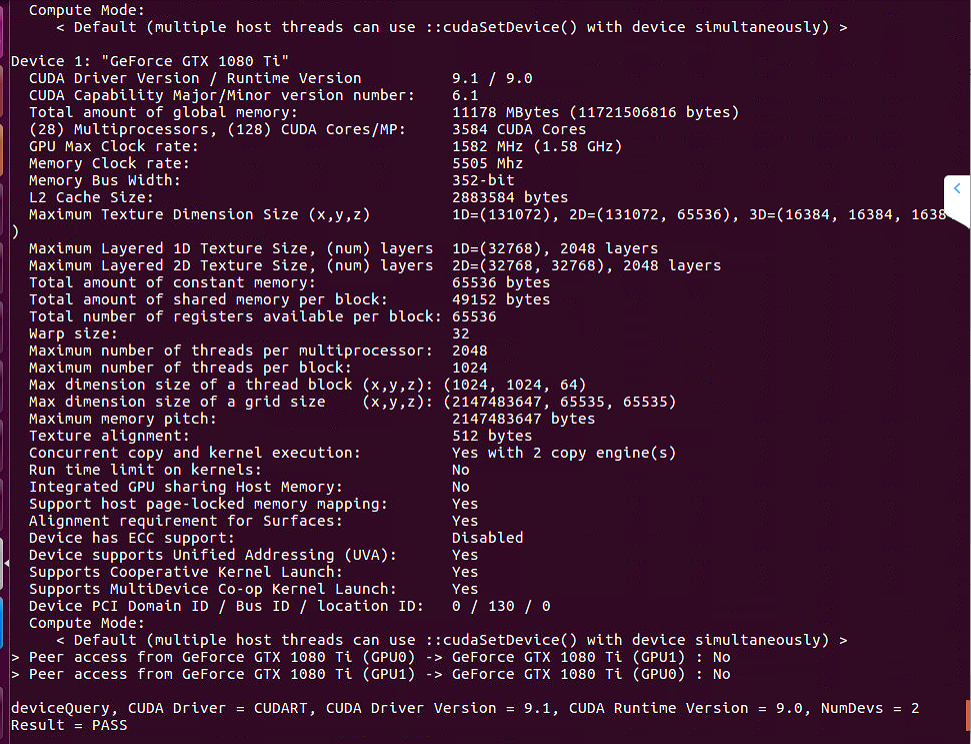 Compute Mode:
< Default (multiple host threads can use ::cudaSetDevice() with device simultaneously) >
Device 1: "GeForce GTX 1080 Ti"
CUDA Driver Version / Runtime Version 9.1 / 9.0
CUDA Capability Major/Minor version number: 6.1
Total amount of global memory: 11178 MBytes (11721506816 bytes)
(28) Multiprocessors, (128) CUDA Cores/MP: 3584 CUDA Cores
GPU Max Clock rate: 1582 MHz (1.58 GHz)
Memory Clock rate: 5505 Mhz
Memory Bus Width: 352-bit
L2 Cache Size: 2883584 bytes
Maximum Texture Dimension Size (x,y,z) 1D=(131072), 2D=(131072, 65536), 3D=(16384, 16384, 1638
)
Maximum Layered 1D Texture Size, (num) layers 1D=(32768), 2048 layers
Maximum Layered 2D Texture Size, (num) layers 2D=(32768, 32768), 2048 layers
Total amount of constant memory: 65536 bytes
Total amount of shared memory per block: 49152 bytes
Total number of registers available per block: 65536
Warp size: 32
Maximum number of threads per multiprocessor: 2048
Maximum number of threads per block: 1024
Max dimension size of a thread block (x,y,z): (1024, 1024, 64)
Max dimension size of a grid size (x,y,z): (2147483647, 65535, 65535)
Maximum memory pitch: 2147483647 bytes
Texture alignment: 512 bytes
Concurrent copy and kernel execution: Yes with 2 copy engine(s)
Run time limit on kernels: No
Integrated GPU sharing Host Memory: No
Support host page-locked memory mapping: Yes
Alignment requirement for Surfaces: Yes
Device has ECC support: Disabled
Device supports Unified Addressing (UVA): Yes
Supports Cooperative Kernel Launch: Yes
Supports MultiDevice Co-op Kernel Launch: Yes
Device PCI Domain ID / Bus ID / location ID: 0 / 130 / 0
Compute Mode:
< Default (multiple host threads can use ::cudaSetDevice() with device simultaneously) >
> Peer access from GeForce GTX 1080 Ti (GPU0) -> GeForce GTX 1080 Ti (GPU1) : No
> Peer access from GeForce GTX 1080 Ti (GPU1) -> GeForce GTX 1080 Ti (GPU0) : No
deviceQuery, CUDA Driver = CUDART, CUDA Driver Version = 9.1, CUDA Runtime Version = 9.0, NumDevs = 2
Result = PASS